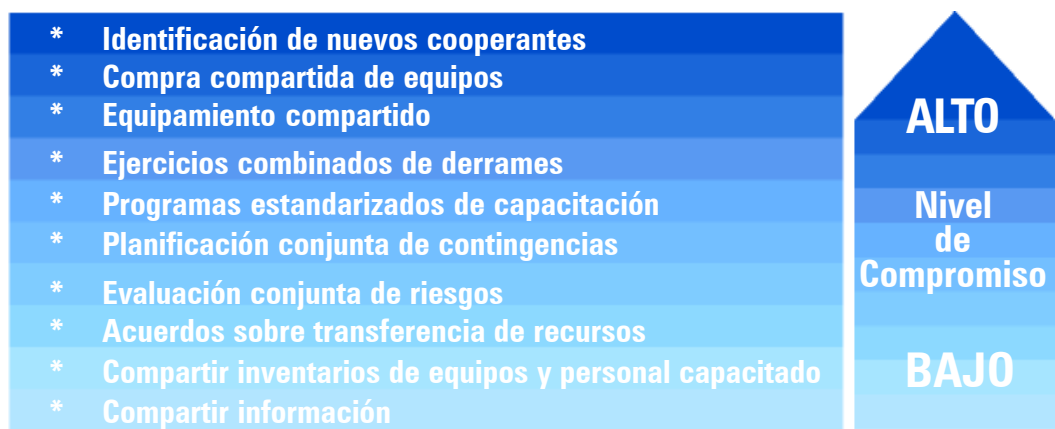 * Identificación de nuevos cooperantes
* Compra compartida de equipos
* Equipamiento compartido
* Ejercicios combinados de derrames
* Programas estandarizados de capacitación
* Planificación conjunta de contingencias
* Evaluación conjunta de riesgos
* Acuerdos sobre transferencia de recursos
* Compartir inventarios de equipos y personal capacitado
* Compartir información
ALTO
Nivel
de
Compromiso
BAJO